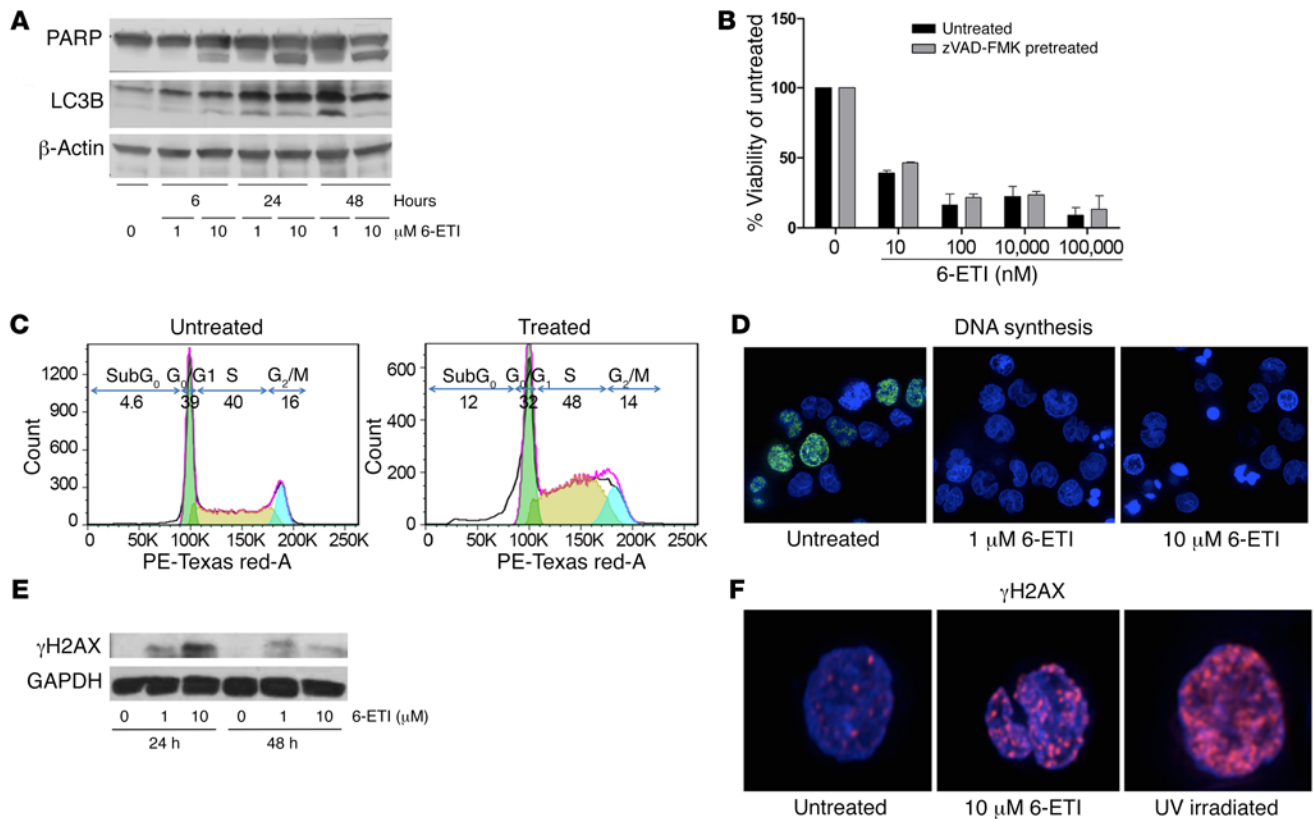 A
PARP
LC3B
β-Actin
6 24 48 Hours
0 1 10 1 10 1 10 μM 6-ETI
B
Untreated
zVAD-FMK pretreated
% Viability of untreated
150
100
50
0
0 10 100 10,000 100,000
6-ETI (nM)
C
Untreated
Count
1200
900
600
300
0
SubG0 G0G1 S G2/M
4.6 39 40 16
0 50K 100K 150K 200K 250K
PE-Texas red-A
Treated
Count
600
400
200
0
SubG0 G0G1 S G2/M
12 32 48 14
0 50K 100K 150K 200K 250K
PE-Texas red-A
D
DNA synthesis
Untreated 1 μM 6-ETI 10 μM 6-ETI
E
γH2AX
GAPDH
0 1 10 0 1 10 6-ETI (μM)
24 h 48 h
F
γH2AX
Untreated 10 μM 6-ETI UV irradiated